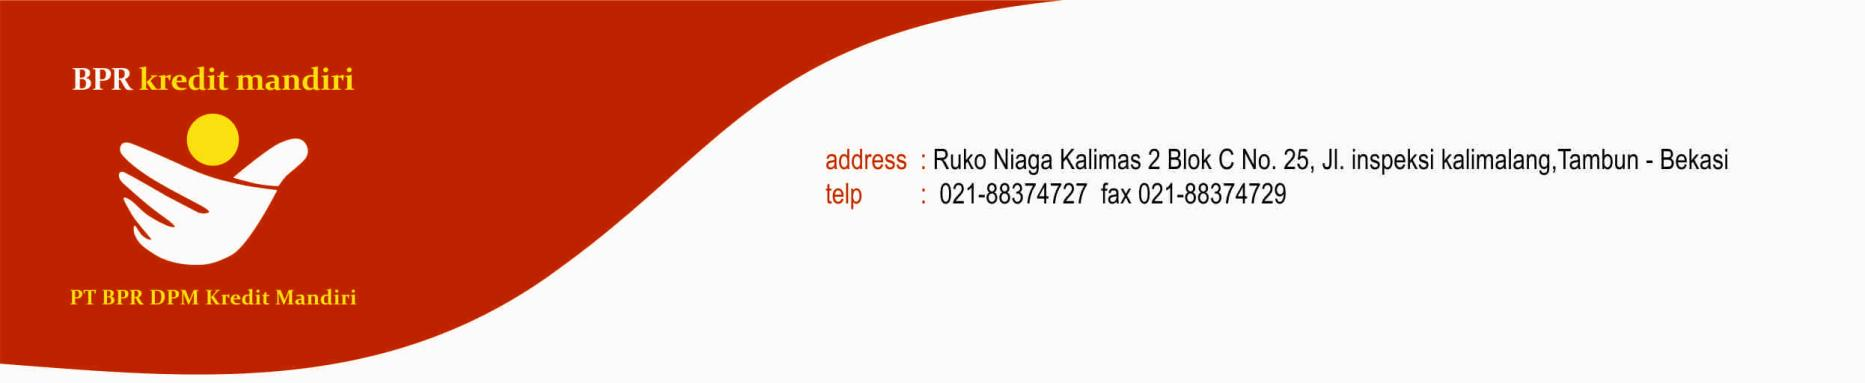 BPR kredit mandiri
PT BPR DPM Kredit Mandiri
address : Ruko Niaga Kalimas 2 Blok C No. 25, Jl. inspeksi kalimalang,Tambun - Bekasi
telp : 021-88374727 fax 021-88374729